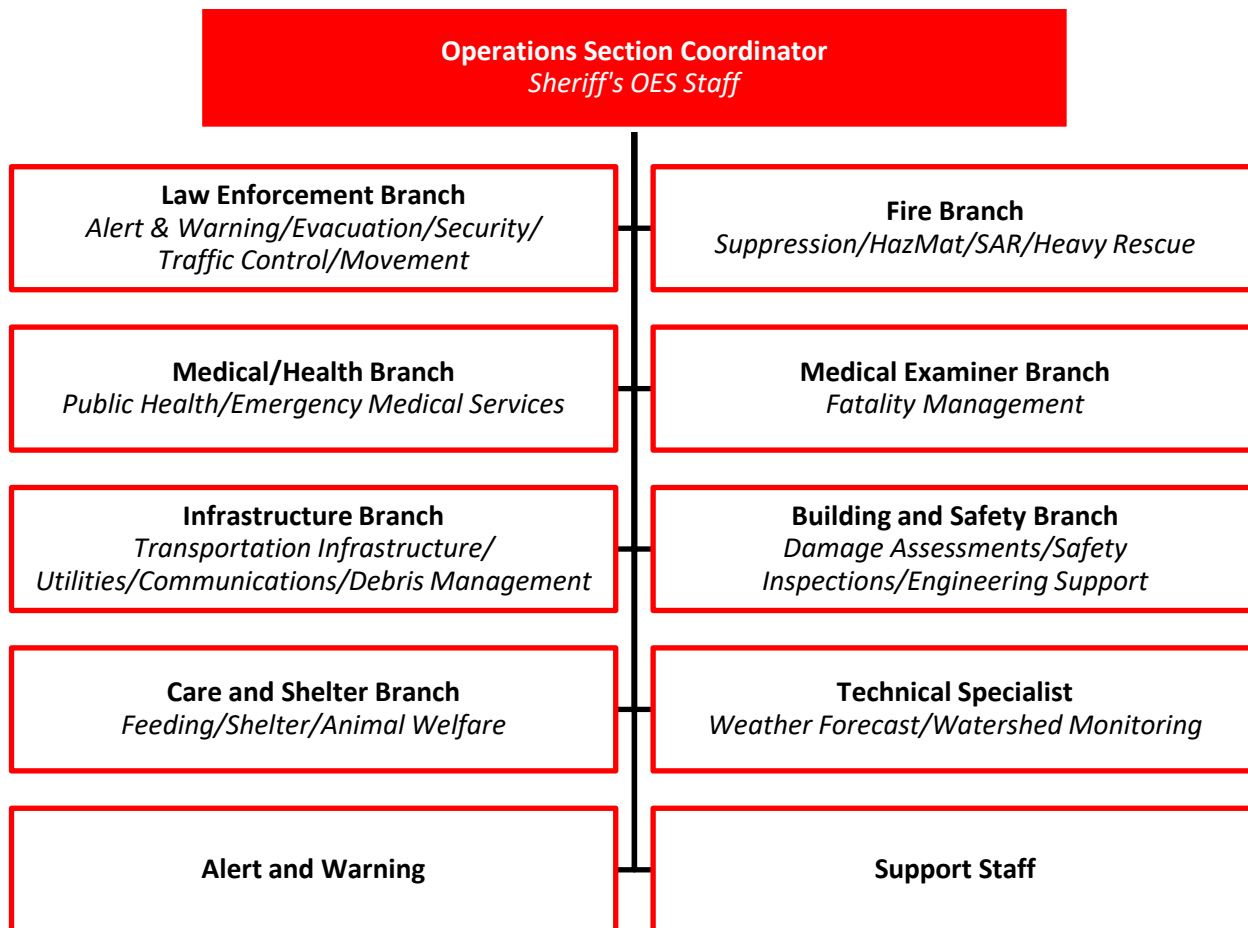 Operations Section Coordinator
Sheriff's OES Staff
Law Enforcement Branch
Alert & Warning/Evacuation/Security/
Traffic Control/Movement
Fire Branch
Suppression/HazMat/SAR/Heavy Rescue
Medical/Health Branch
Public Health/Emergency Medical Services
Medical Examiner Branch
Fatality Management
Infrastructure Branch
Transportation Infrastructure/
Utilities/Communications/Debris Management
Building and Safety Branch
Damage Assessments/Safety
Inspections/Engineering Support
Care and Shelter Branch
Feeding/Shelter/Animal Welfare
Technical Specialist
Weather Forecast/Watershed Monitoring
Alert and Warning
Support Staff